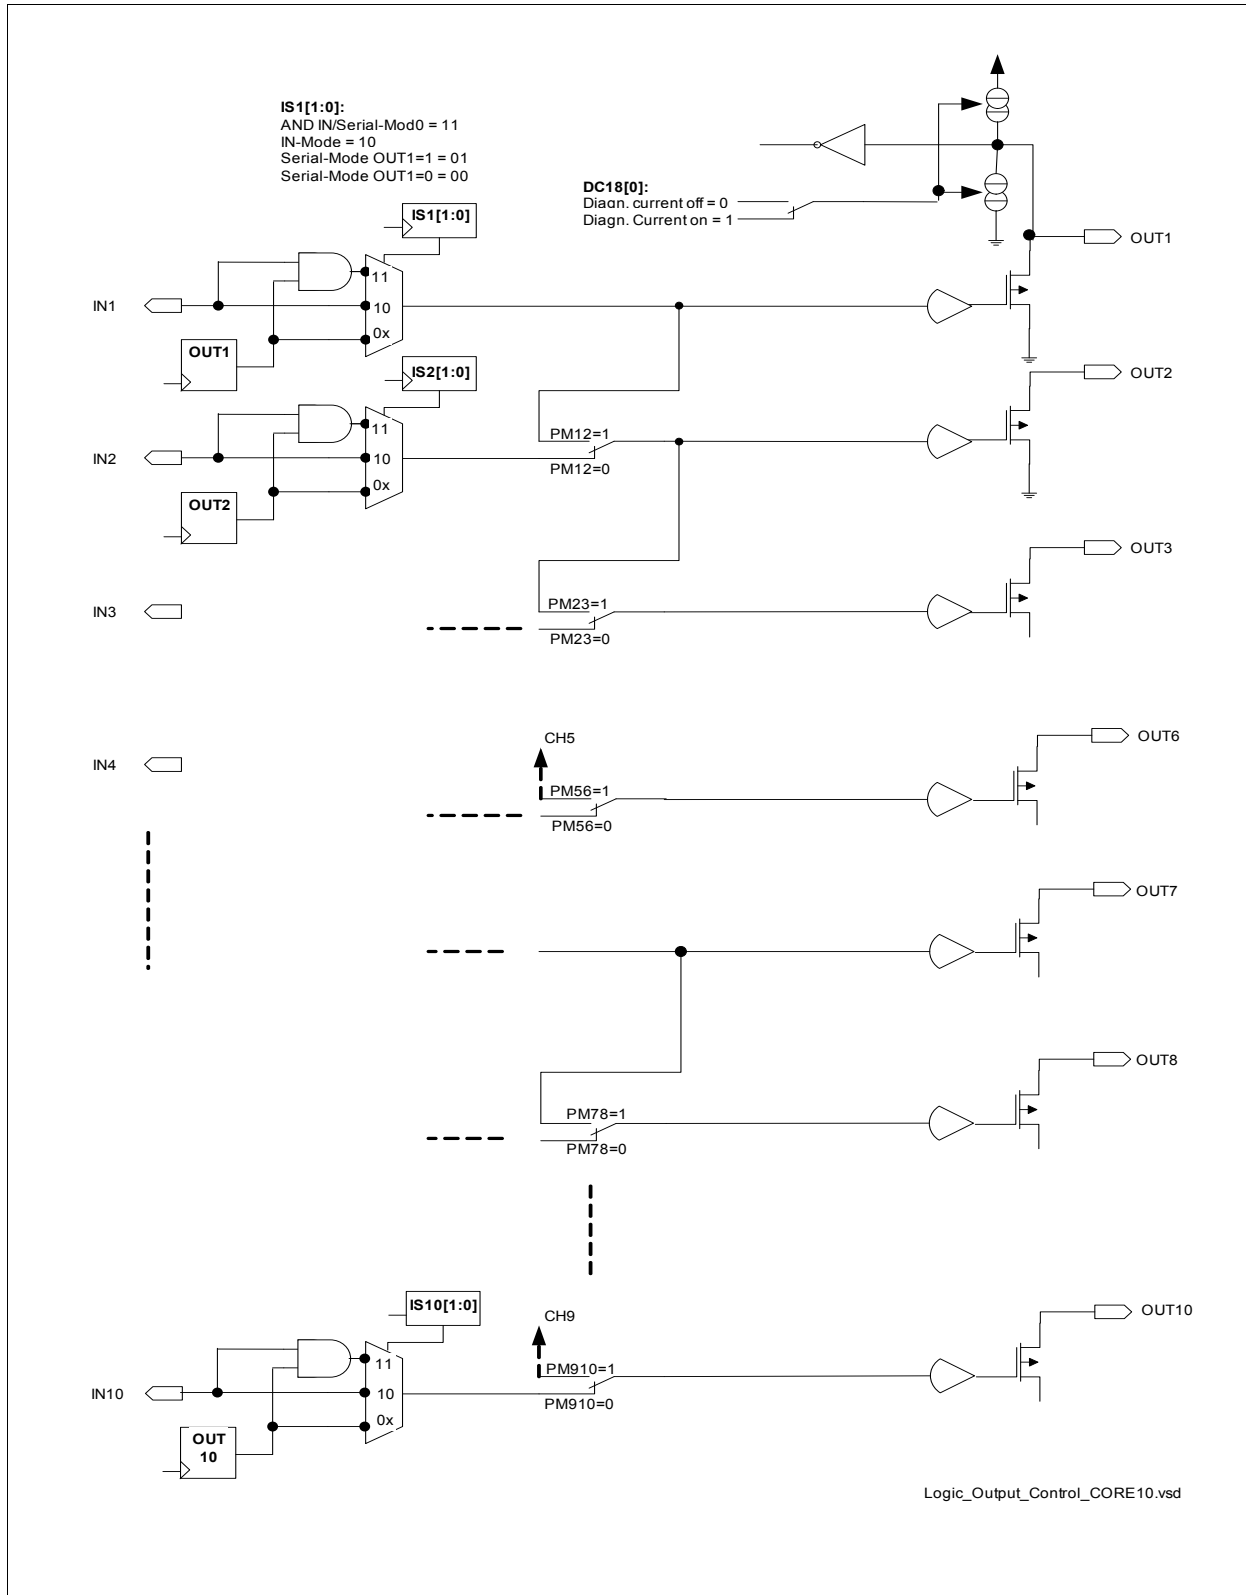 IS1[1:0]:
AND IN/Serial-Mod0 = 11
IN-Mode = 10
Serial-Mode OUT1=1 = 01
Serial-Mode OUT1=0 = 00
DC18[0]:
Diagn. current off = 0
Diagn. Current on = 1
IS1[1:0]
OUT1
11
IN1
10
0x
OUT1
IS2[1:0]
OUT2
11
PM12=1
IN2
10
PM12=0
0x
OUT2
OUT3
IN3
PM23=1
PM23=0
OUT6
CH5
IN4
PM56=1
PM56=0
OUT7
OUT8
PM78=1
PM78=0
IS10[1:0]
CH9
OUT10
11
PM910=1
IN10
10
PM910=0
0x
OUT
10
Logic_Output_Control_CORE10.vsd